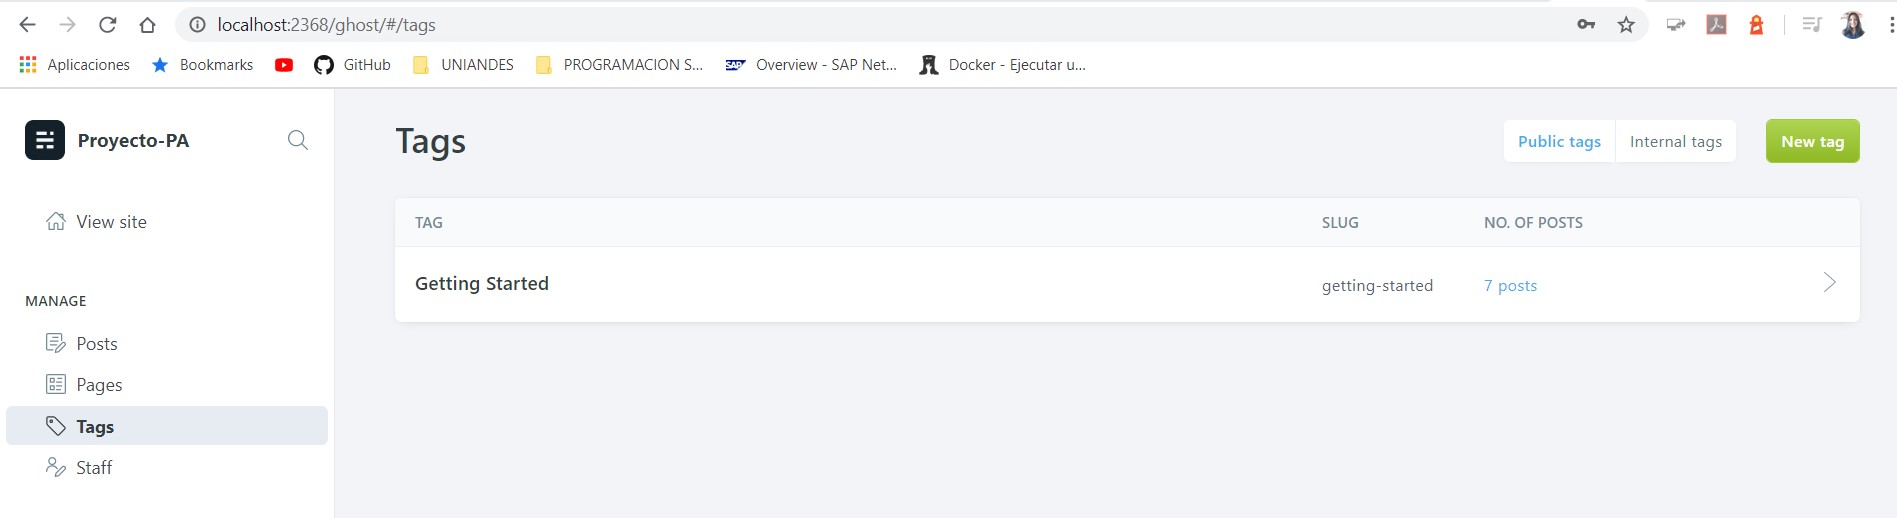 localhost:2368/ghost/#/tags
Aplicaciones Bookmarks GitHub UNIANDES PROGRAMACION S... Overview - SAP Net... Docker - Ejecutar u...
Proyecto-PA
View site
MANAGE
Posts
Pages
Tags
Staff
Tags
Public tags Internal tags New tag
TAG SLUG NO. OF POSTS
Getting Started getting-started 7 posts